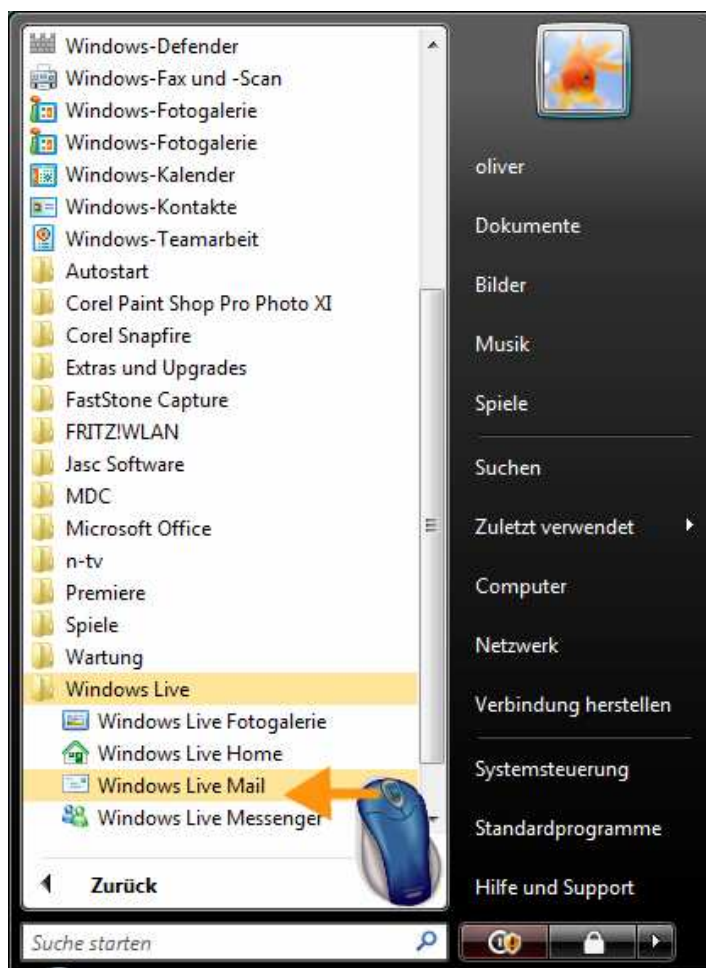 Windows-Defender
Windows-Fax und -Scan
Windows-Fotogalerie
Windows-Fotogalerie
Windows-Kalender
Windows-Kontakte
Windows-Teamarbeit
Autostart
Corel Paint Shop Pro Photo XI
Corel Snapfire
Extras und Upgrades
FastStone Capture
FRITZ!WLAN
Jasc Software
MDC
Microsoft Office
n-tv
Premiere
Spiele
Wartung
Windows Live
Windows Live Fotogalerie
Windows Live Home
Windows Live Mail
Windows Live Messenger
Zurück
Suche starten
oliver
Dokumente
Bilder
Musik
Spiele
Suchen
Zuletzt verwendet
Computer
Netzwerk
Verbindung herstellen
Systemsteuerung
Standardprogramme
Hilfe und Support